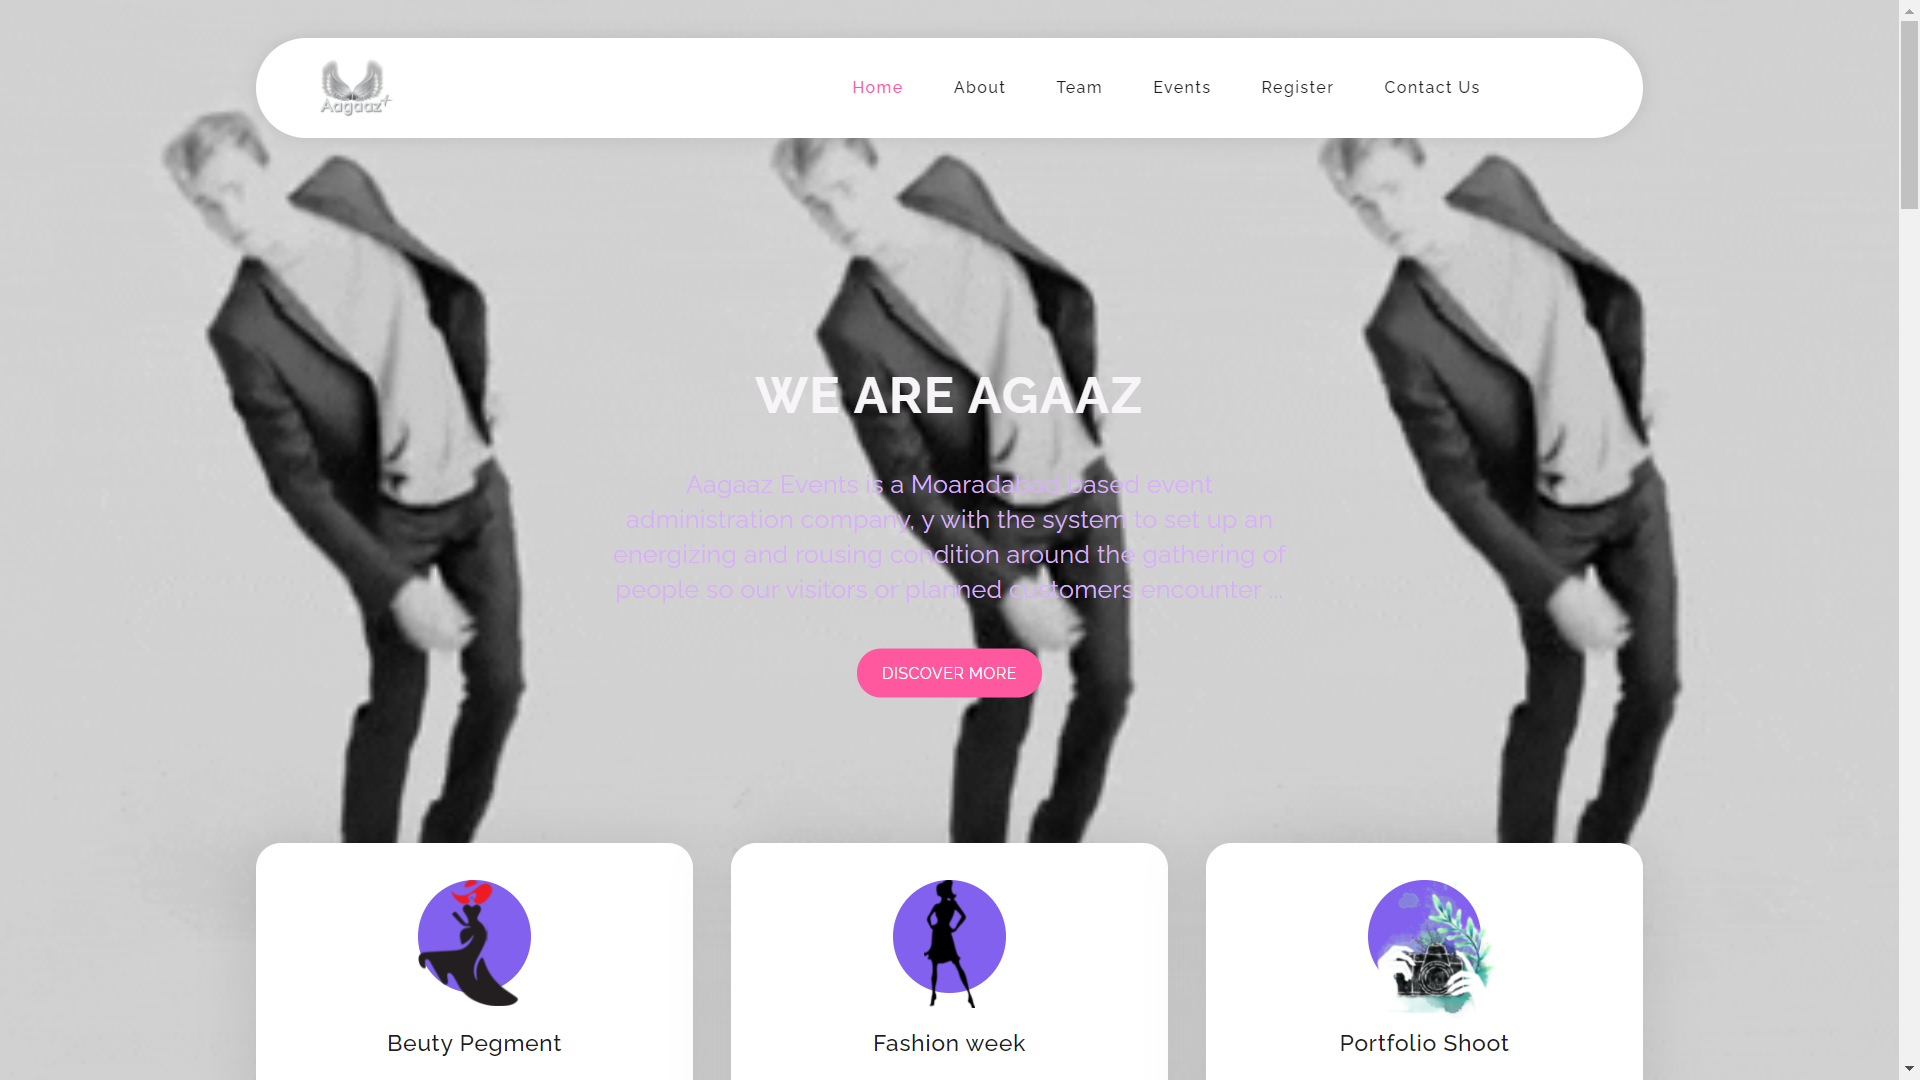 Aagaaz+
Home
About
Team
Events
Register
Contact Us
WE ARE AGAAZ
Aagaaz Events is a Moaradabad based event
administration company, y with the system to set up an
energizing and rousing condition around the gathering of
people so our visitors or planned customers encounter ...
DISCOVER MORE
Beuty Pegment
Fashion week
Portfolio Shoot